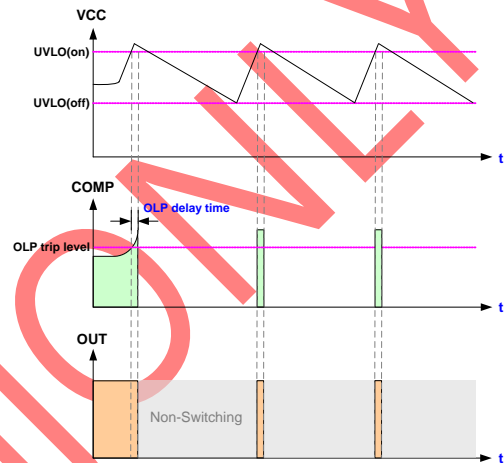 VCC
UVLO(on)
UVLO(off)
t
COMP
OLP delay time
OLP trip level
t
OUT
Non-Switching
t